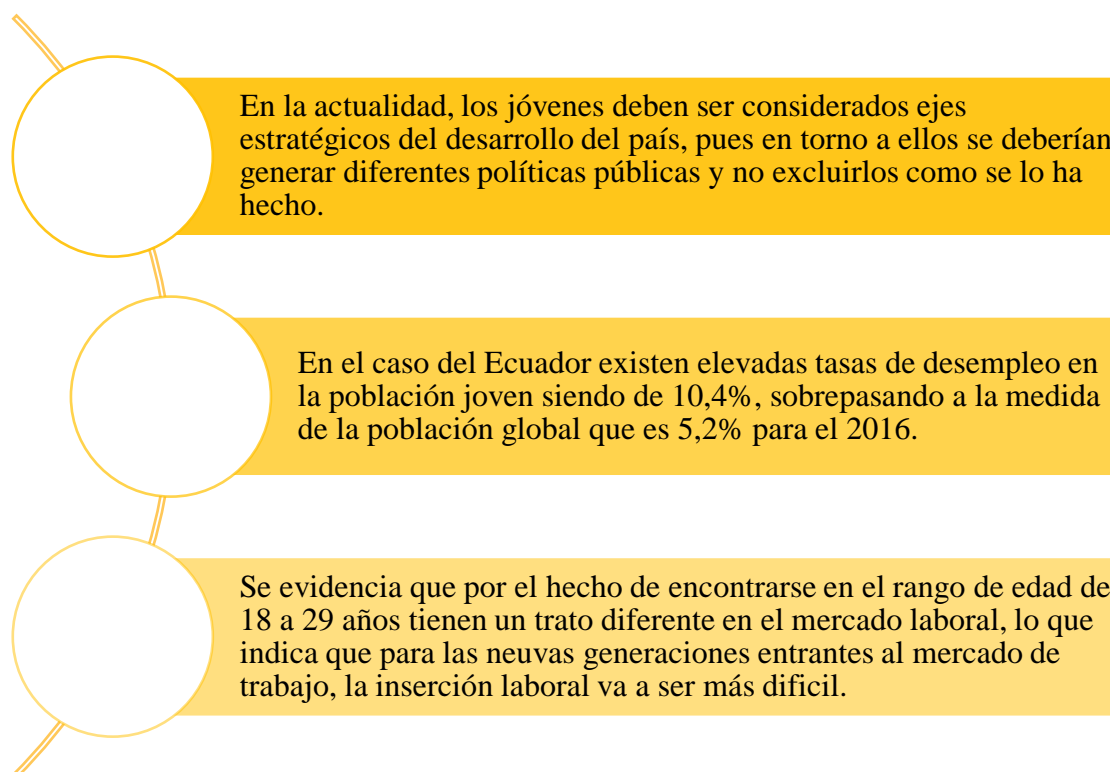 En la actualidad, los jóvenes deben ser considerados ejes
estratégicos del desarrollo del país, pues en torno a ellos se deberían
generar diferentes políticas públicas y no excluirlos como se lo ha
hecho.
En el caso del Ecuador existen elevadas tasas de desempleo en
la población joven siendo de 10,4%, sobrepasando a la medida
de la población global que es 5,2% para el 2016.
Se evidencia que por el hecho de encontrarse en el rango de edad de
18 a 29 años tienen un trato diferente en el mercado laboral, lo que
indica que para las neuvas generaciones entrantes al mercado de
trabajo, la inserción laboral va a ser más dificil.